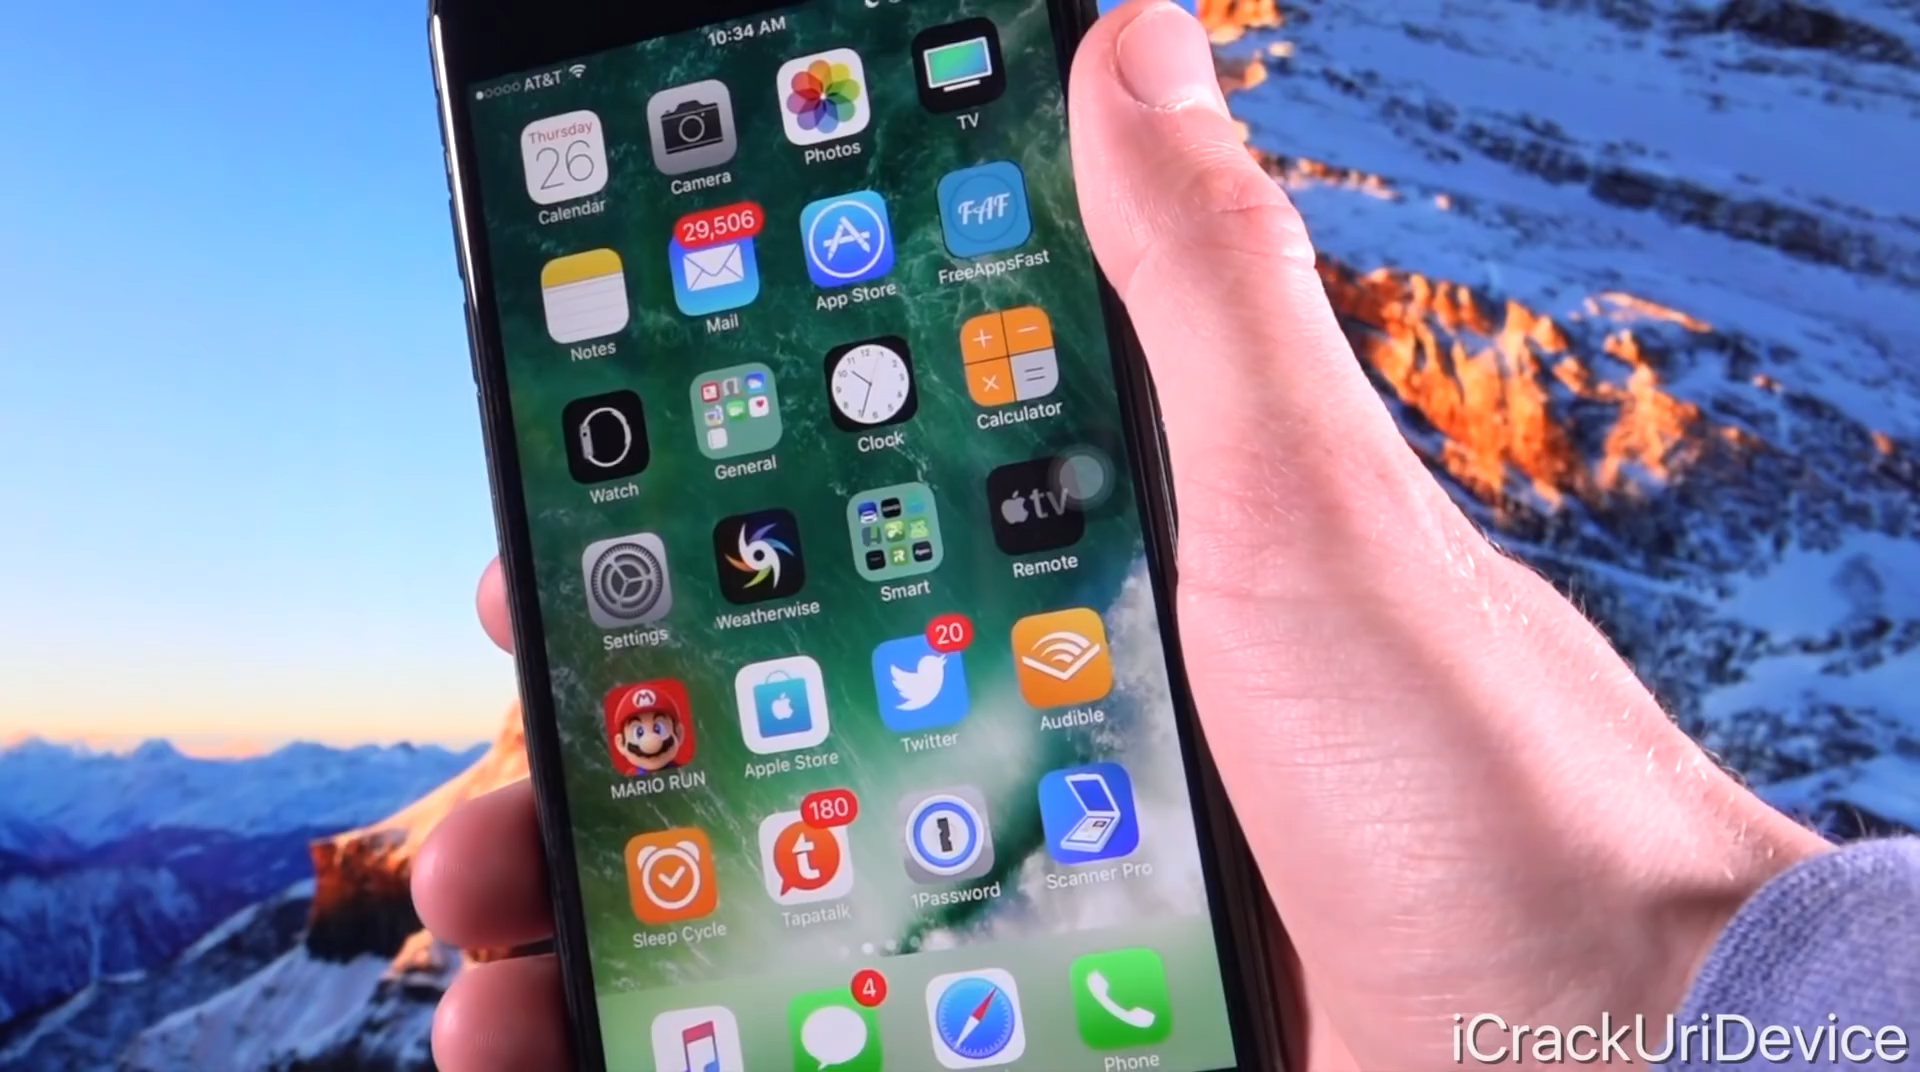 10:34 AM
AT&T
Thursday
26
Calendar
Camera
Photos
TV
29,506
FAF
Notes
Mail
App Store
FreeAppsFast
Watch
General
Clock
Calculator
tv
Settings
Weatherwise
Smart
Remote
M
20
MARIO RUN
Apple Store
Twitter
Audible
180
t
1
Sleep Cycle
Tapatalk
1Password
Scanner Pro
4
Phone
iCrackUriDevice